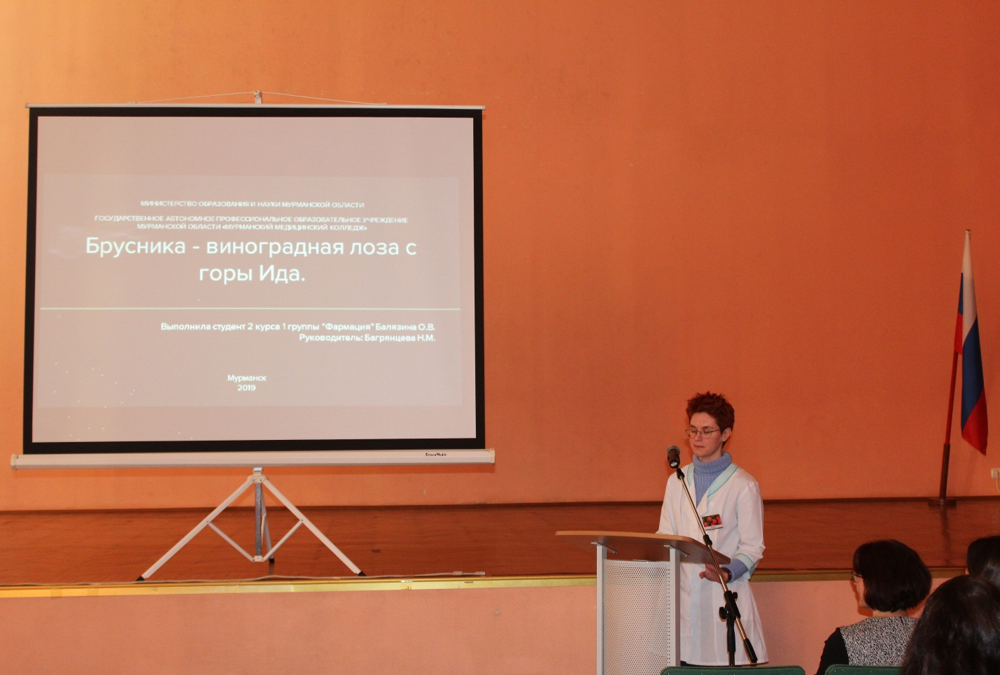 МИНИСТЕРСТВО ОБРАЗОВАНИЯ И НАУКИ МУРМАНСКОЙ ОБЛАСТИ
ГОСУДАРСТВЕННОЕ АВТОНОМНОЕ ПРОФЕССИОНАЛЬНОЕ ОБРАЗОВАТЕЛЬНОЕ УЧРЕЖДЕНИЕ
МУРМАНСКОЙ ОБЛАСТИ «МУРМАНСКИЙ МЕДИЦИНСКИЙ КОЛЛЕДЖ»
Брусника - виноградная лоза с
горы Ида.
Выполнила студент 2 курса 1 группы "Фармация" Балязина О.В.
Руководитель: Багрянцева Н.М.
Мурманск
2019
ScreenMedia